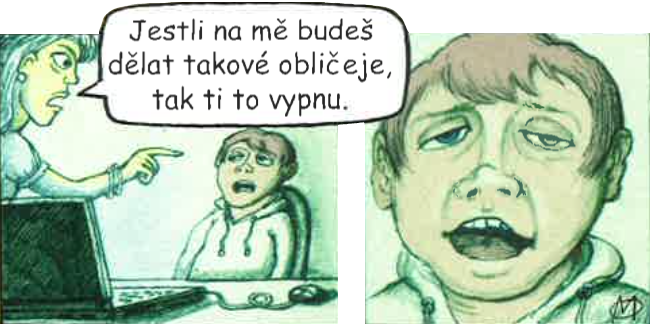 Jestli na mě budeš
dělat takové obličeje,
tak ti to vypnu.